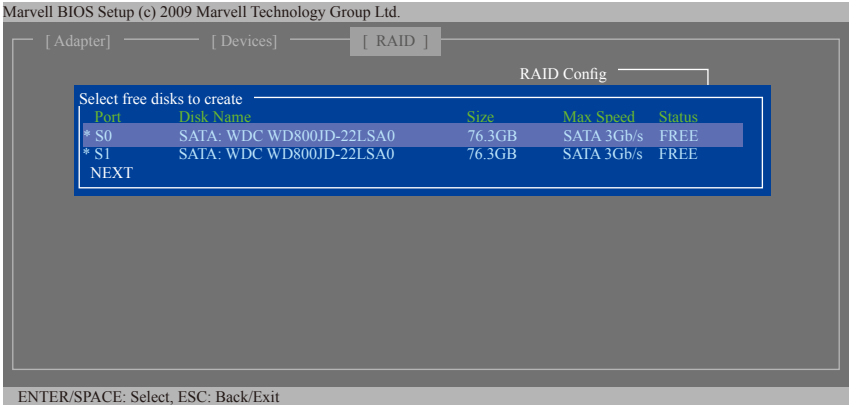 Marvell BIOS Setup (c) 2009 Marvell Technology Group Ltd.
[ Adapter] [ Devices] [ RAID ]
RAID Config
Select free disks to create
Port Disk Name Size Max Speed Status
* S0 SATA: WDC WD800JD-22LSA0 76.3GB SATA 3Gb/s FREE
* S1 SATA: WDC WD800JD-22LSA0 76.3GB SATA 3Gb/s FREE
NEXT
ENTER/SPACE: Select, ESC: Back/Exit